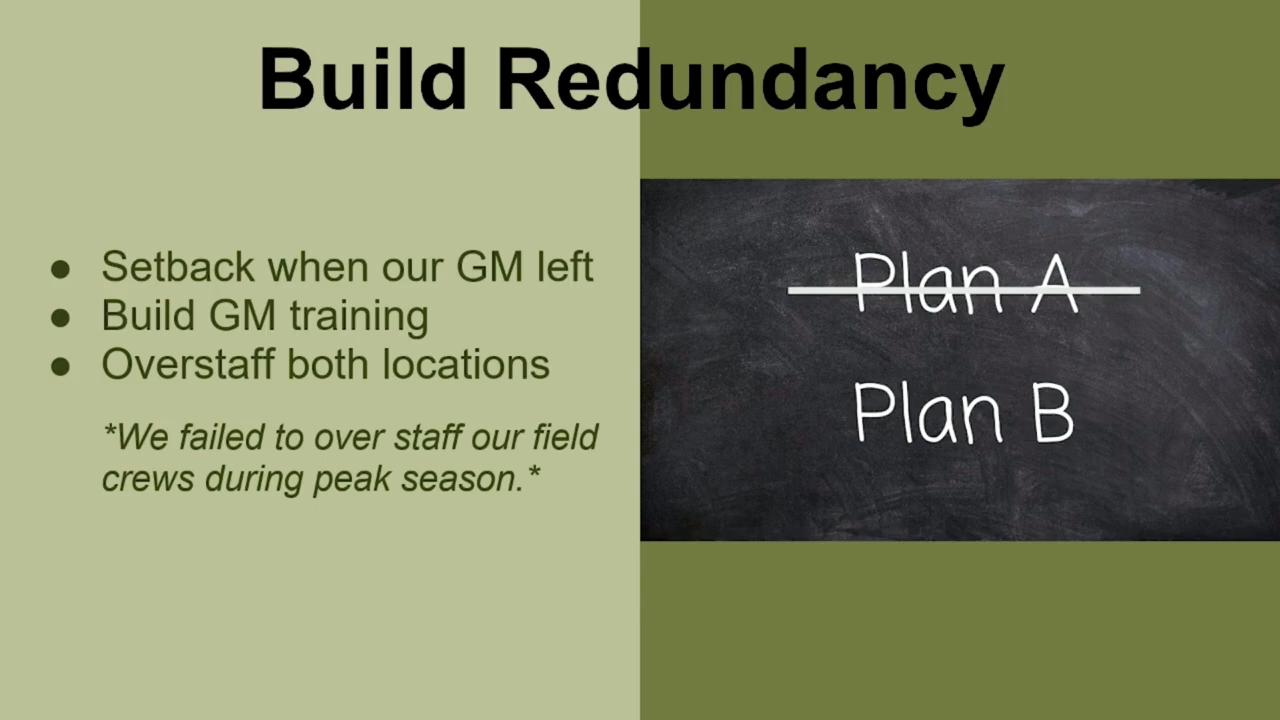 Build Redundancy
● Setback when our GM left
● Build GM training
● Overstaff both locations
*We failed to over staff our field
crews during peak season.*
Plan A
Plan B